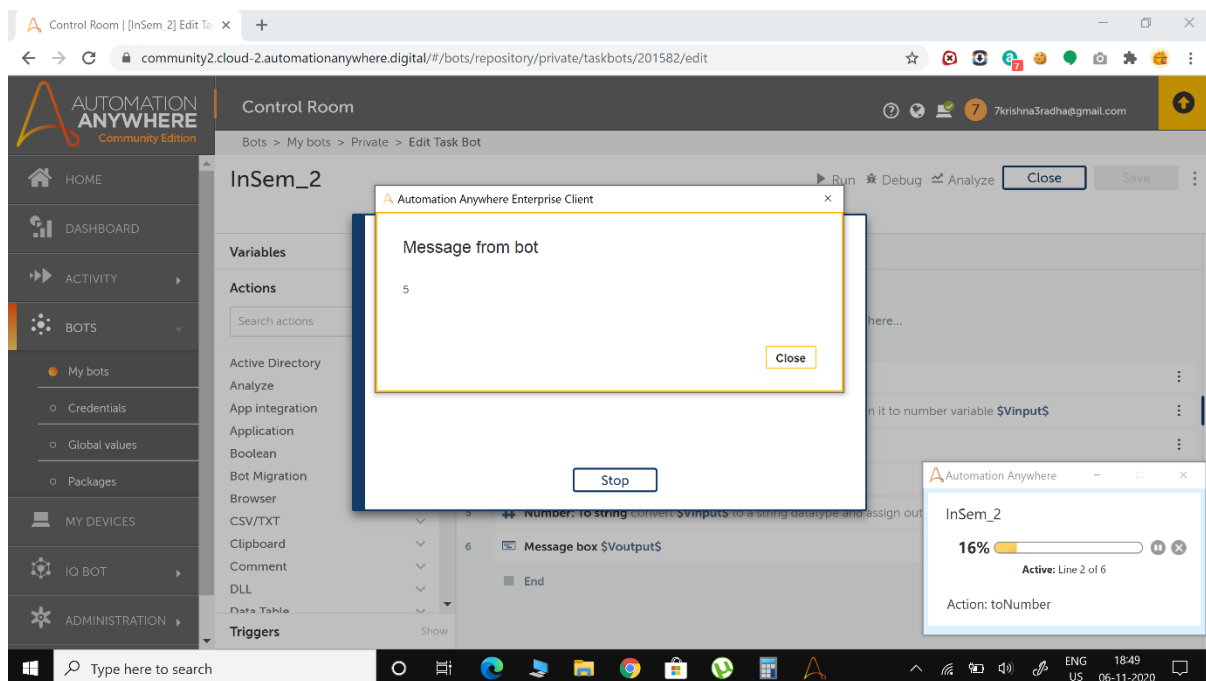 Control Room | [InSem_2] Edit Ta
community2.cloud-2.automationanywhere.digital/#/bots/repository/private/taskbots/201582/edit
7
AUTOMATION
ANYWHERE
Community Edition
Control Room
7
7krishna3radha@gmail.com
Bots > My bots > Private > Edit Task Bot
HOME
DASHBOARD
ACTIVITY
BOTS
My bots
Credentials
Global values
Packages
MY DEVICES
IQ BOT
ADMINISTRATION
InSem_2
Run
Debug
Analyze
Close
Save
Variables
Actions
Search actions
Active Directory
Analyze
App integration
Application
Boolean
Bot Migration
Browser
CSV/TXT
Clipboard
Comment
DLL
Data Table
Triggers
Show
Automation Anywhere Enterprise Client
Message from bot
5
Close
Stop
here...
n it to number variable $Vinput$
5 Number: To string convert $Vinput$ to a string datatype and assign out
6 Message box $Voutput$
End
Automation Anywhere
InSem_2
16%
Active: Line 2 of 6
Action: toNumber
Type here to search
ENG
US
18:49
06-11-2020